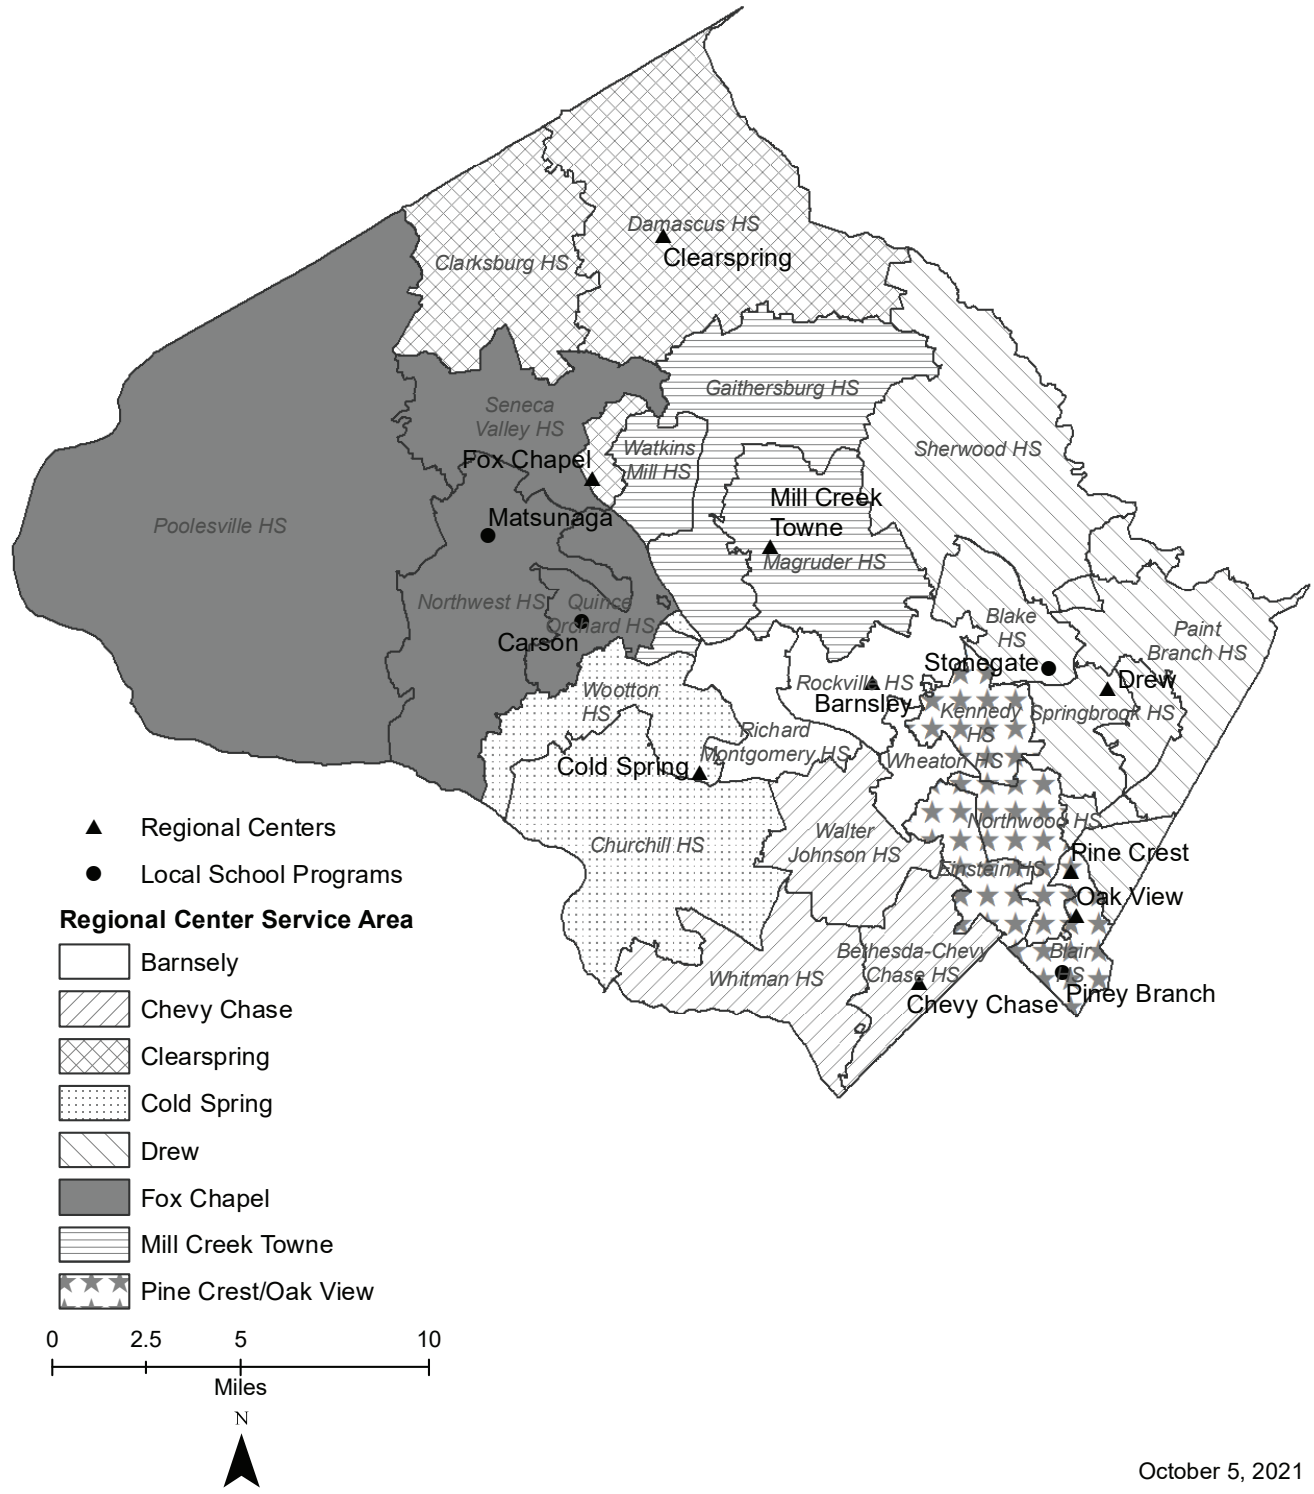 Damascus HS
Clearspring
Clarksburg HS
Gaithersburg HS
Seneca
Valley HS
Watkins
Mill HS
Sherwood HS
Fox Chapel
Mill Creek
Towne
Matsunaga
Poolesville HS
Magruder HS
Northwest HS
Quince
Orchard HS
Carson
Blake
HS
Paint
Branch HS
Stonegate
Drew
Rockville HS
Barnsley
Wootton
HS
Kennedy
HS
Springbrook HS
Richard
Montgomery HS
Wheaton HS
Cold Spring
Northwood HS
Walter
Johnson HS
Churchill HS
Pine Crest
Einstein HS
Oak View
Bethesda-Chevy
Chase HS
Blair
HS
Whitman HS
Chevy Chase
Piney Branch
Regional Centers
Local School Programs
Regional Center Service Area
Barnsely
Chevy Chase
Clearspring
Cold Spring
Drew
Fox Chapel
Mill Creek Towne
Pine Crest/Oak View
0 2.5 5 10
Miles
N
October 5, 2021